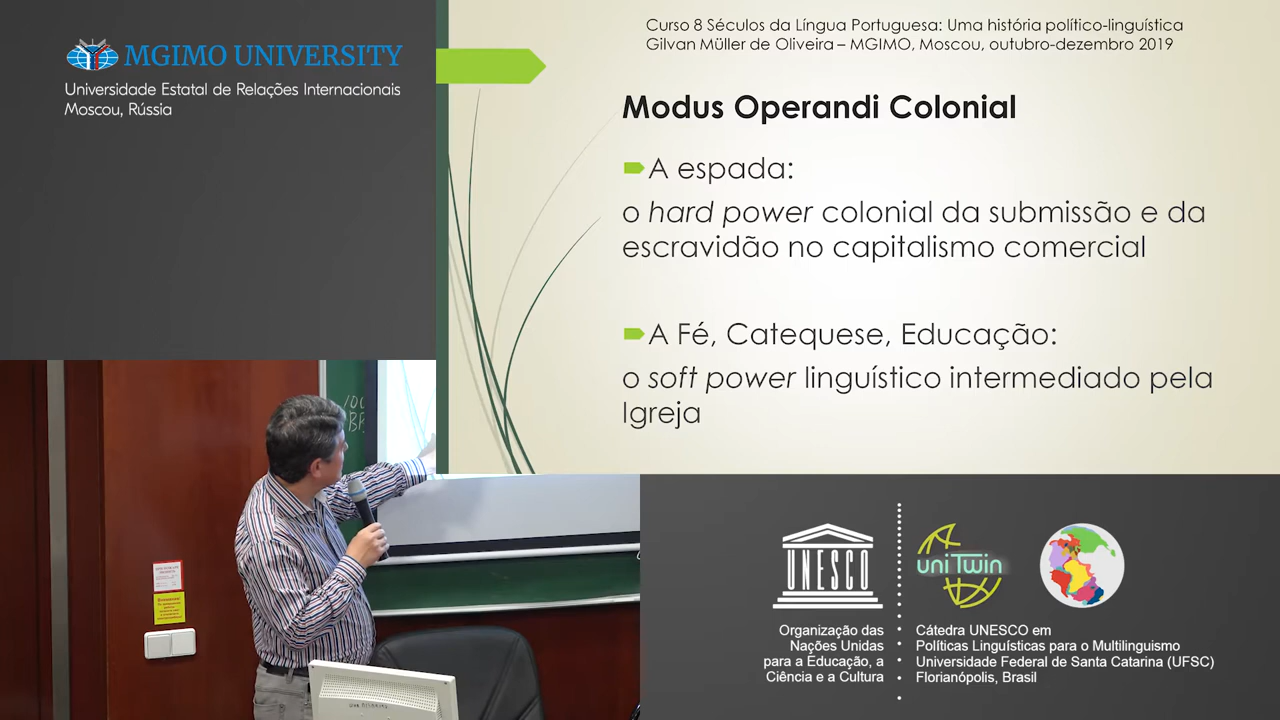 MGIMO UNIVERSITY
Universidade Estatal de Relações Internacionais
Moscou, Rússia
Curso 8 Séculos da Língua Portuguesa: Uma história político-linguística
Gilvan Müller de Oliveira – MGIMO, Moscou, outubro-dezembro 2019
Modus Operandi Colonial
A espada:
o hard power colonial da submissão e da
escravidão no capitalismo comercial
A Fé, Catequese, Educação:
o soft power linguístico intermediado pela
Igreja
UNESCO
uniTwin
Organização das
Nações Unidas
para a Educação, a
Ciência e a Cultura
Cátedra UNESCO em
Políticas Linguísticas para o Multilinguismo
Universidade Federal de Santa Catarina (UFSC)
Florianópolis, Brasil